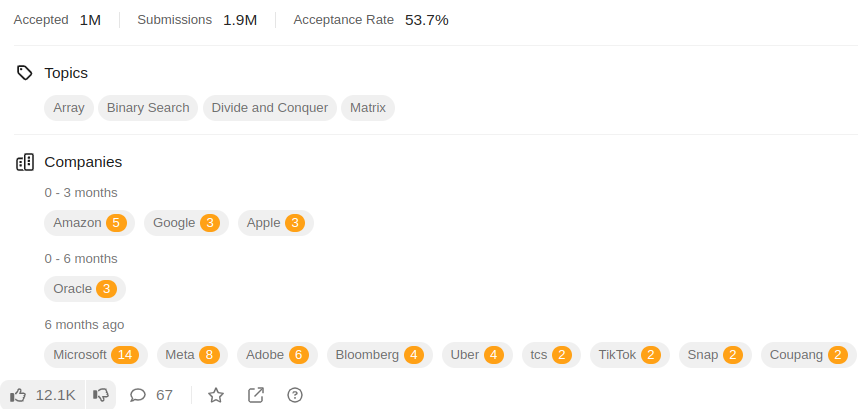 Accepted 1M Submissions 1.9M Acceptance Rate 53.7%
Topics
Array Binary Search Divide and Conquer Matrix
Companies
0 - 3 months
Amazon 5 Google 3 Apple 3
0 - 6 months
Oracle 3
6 months ago
Microsoft 14 Meta 8 Adobe 6 Bloomberg 4 Uber 4 tcs 2 TikTok 2 Snap 2 Coupang 2
12.1K 67